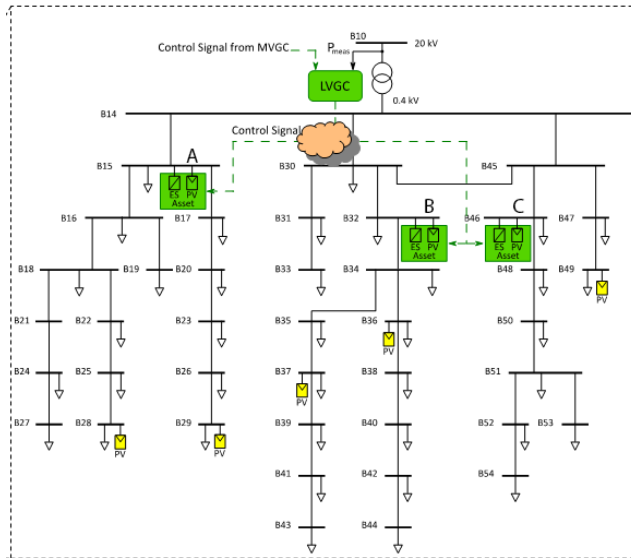 B10
20 kV
Control Signal from MVGC
Pmeas
LVGC
0.4 kV
B14
Control Signal
A
B15
B30
B45
ES PV
Asset
B
C
B16
B17
B31
B32
B46
B47
ES PV
Asset
ES PV
Asset
B18
B19
B20
B33
B34
B48
B49
PV
B21
B22
B23
B35
B36
B50
PV
B24
B25
B26
B37
B38
B51
PV
B27
B28
B29
B39
B40
B52
B53
PV
PV
B41
B42
B54
B43
B44